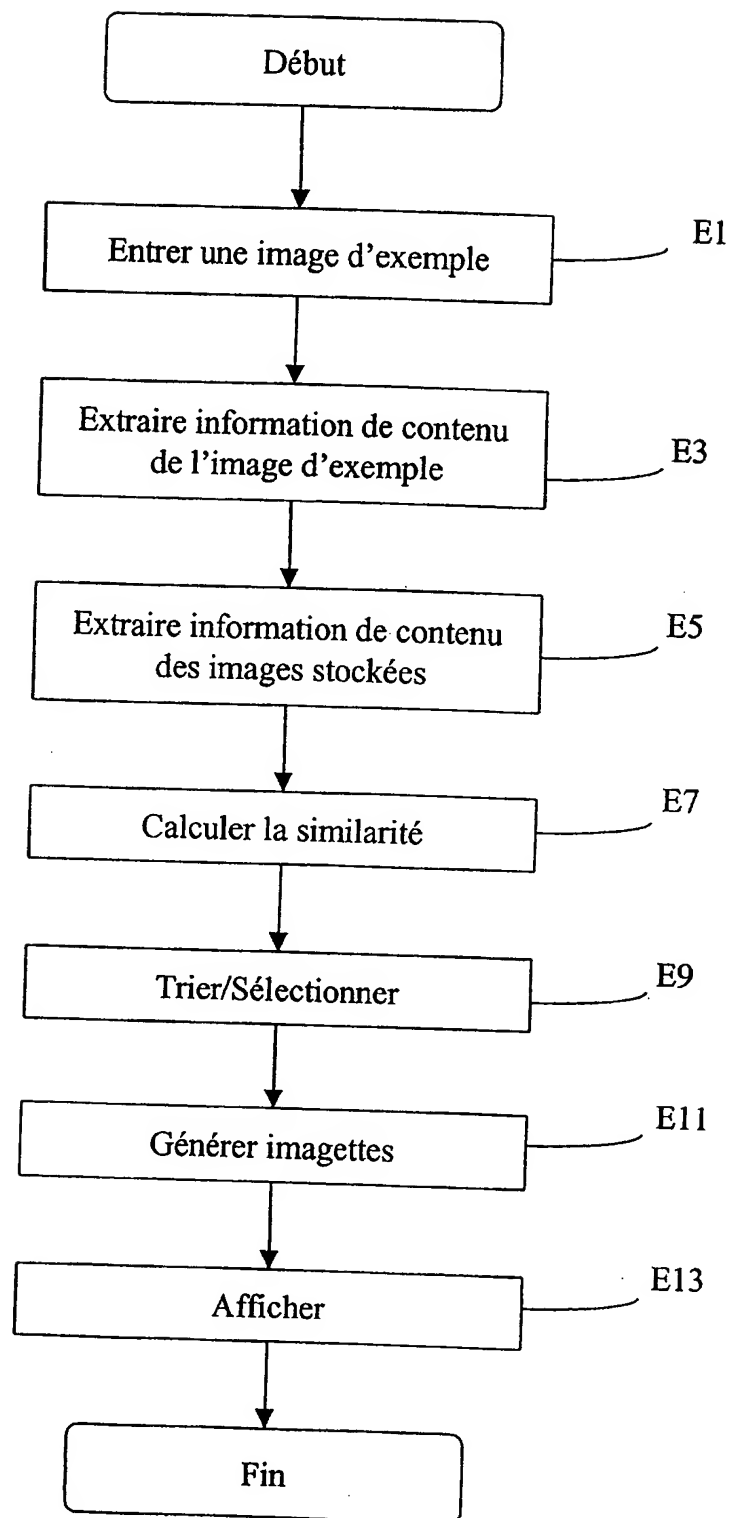 Début
Entrer une image d'exemple
E1
Extraire information de contenu
de l'image d'exemple
E3
Extraire information de contenu
des images stockées
E5
Calculer la similarité
E7
Trier/Sélectionner
E9
Générer imagettes
E11
Afficher
E13
Fin